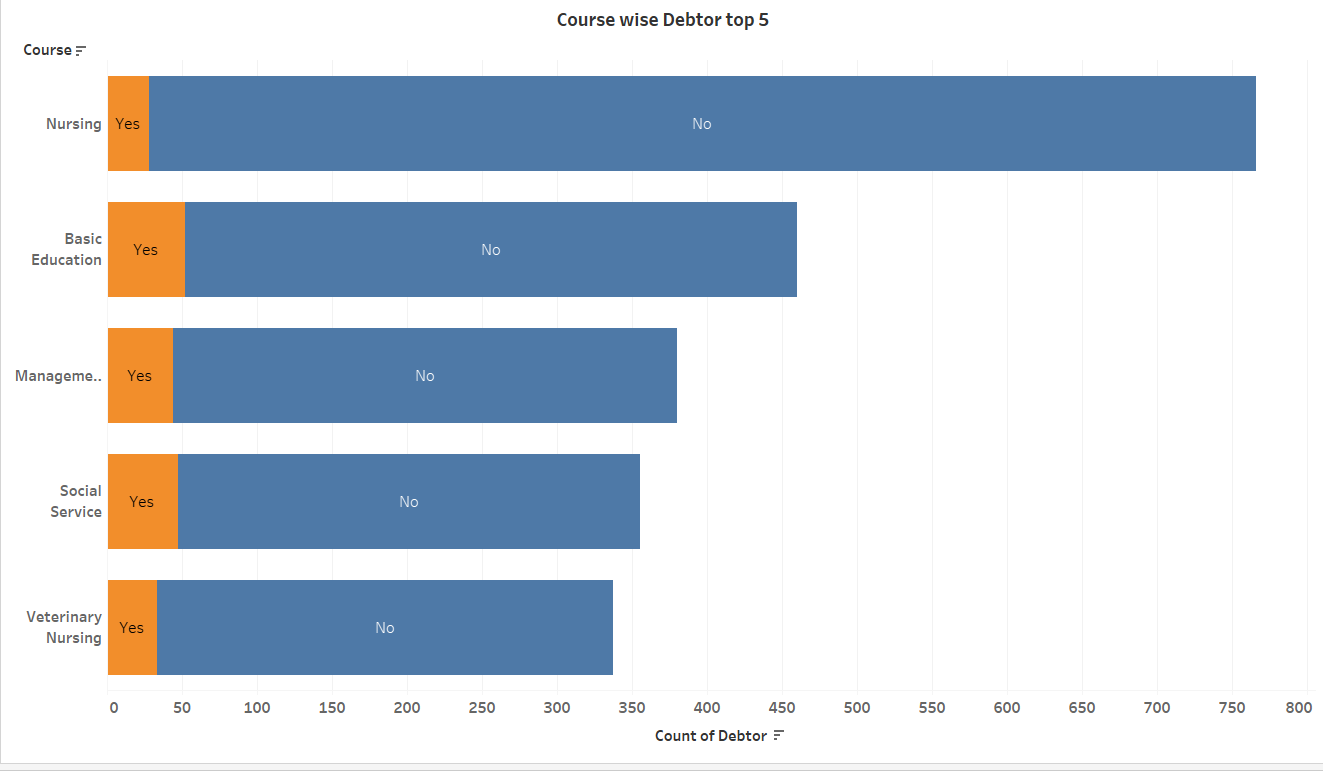 Course wise Debtor top 5
Course
Nursing
Yes
No
Basic
Education
Yes
No
Manageme..
Yes
No
Social
Service
Yes
No
Veterinary
Nursing
Yes
No
0 50 100 150 200 250 300 350 400 450 500 550 600 650 700 750 800
Count of Debtor